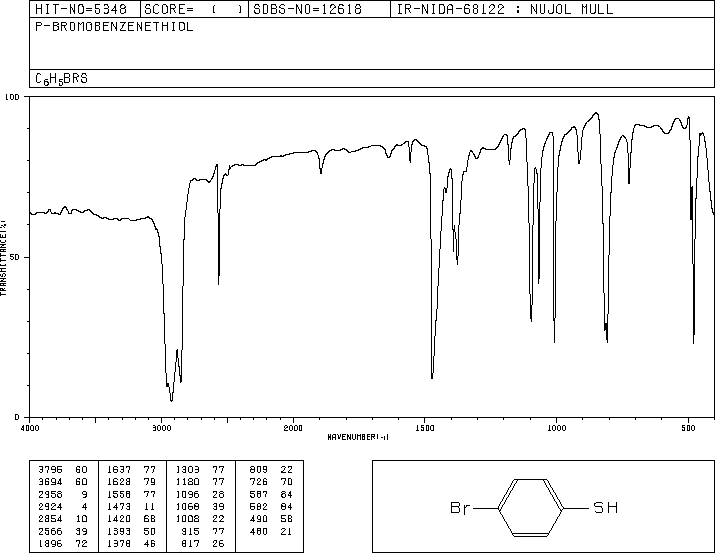 HIT-NO=5348 SCORE= ( ) SDBS-NO=12618 IR-NIDA-68122 : NUJOL MULL
P-BROMOBENZENETHIOL
C6H5BRS
100
50
0
TRANSMITTANCE(%)
4000 3000 2000 1500 1000 500
WAVENUMBER(-1)
3795 60 1637 77 1303 77 809 22
3694 60 1628 79 1180 77 726 70
2958 9 1558 77 1096 28 587 84
2924 4 1473 11 1068 39 502 84
2854 10 1420 68 1008 22 490 58
2566 39 1393 50 915 77 480 21
1896 72 1378 46 817 26
Br SH